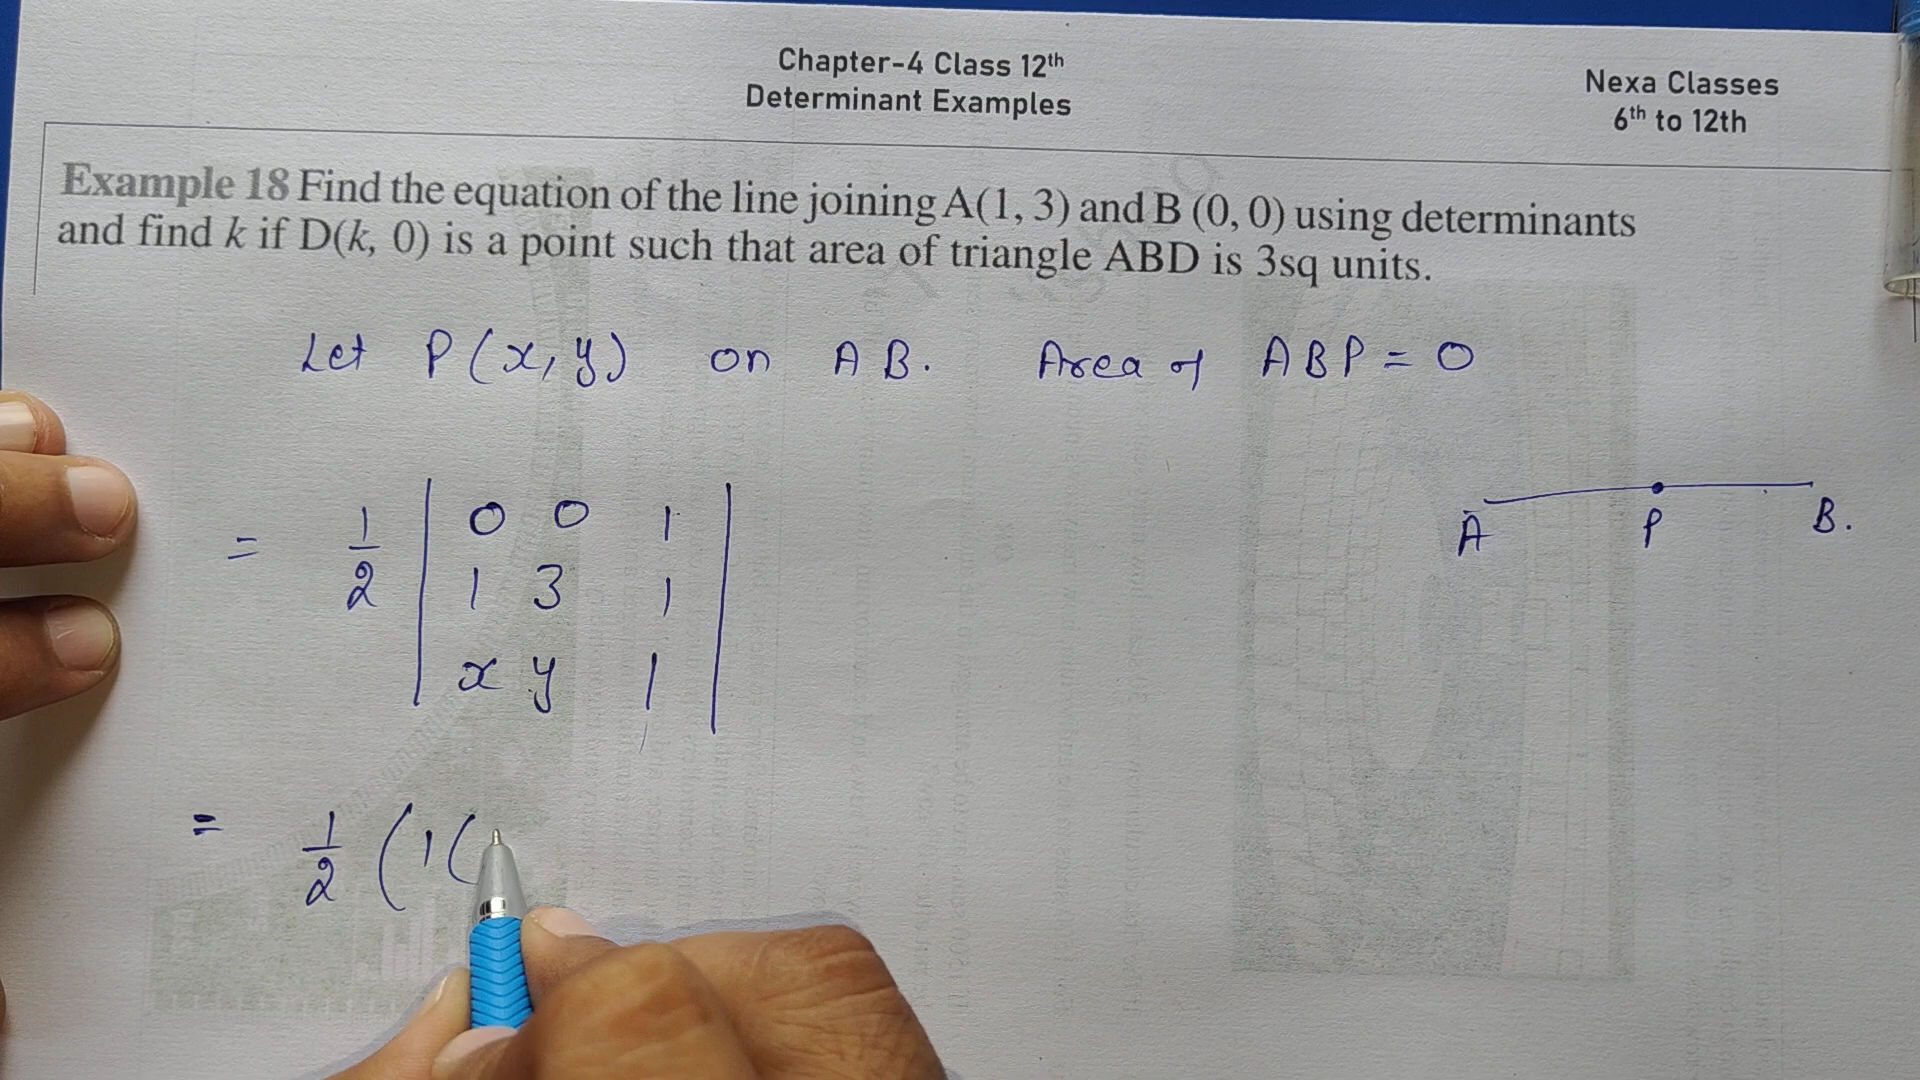 Chapter-4 Class 12th
Determinant Examples
Nexa Classes
6th to 12th
Example 18 Find the equation of the line joining A(1, 3) and B (0, 0) using determinants
and find k if D(k, 0) is a point such that area of triangle ABD is 3sq units.
Let P(x, y) on AB. Area of ABP = 0
= 1/2 | 0 0 1
1 3 1
x y 1 |
A P B.
= 1/2 (1(